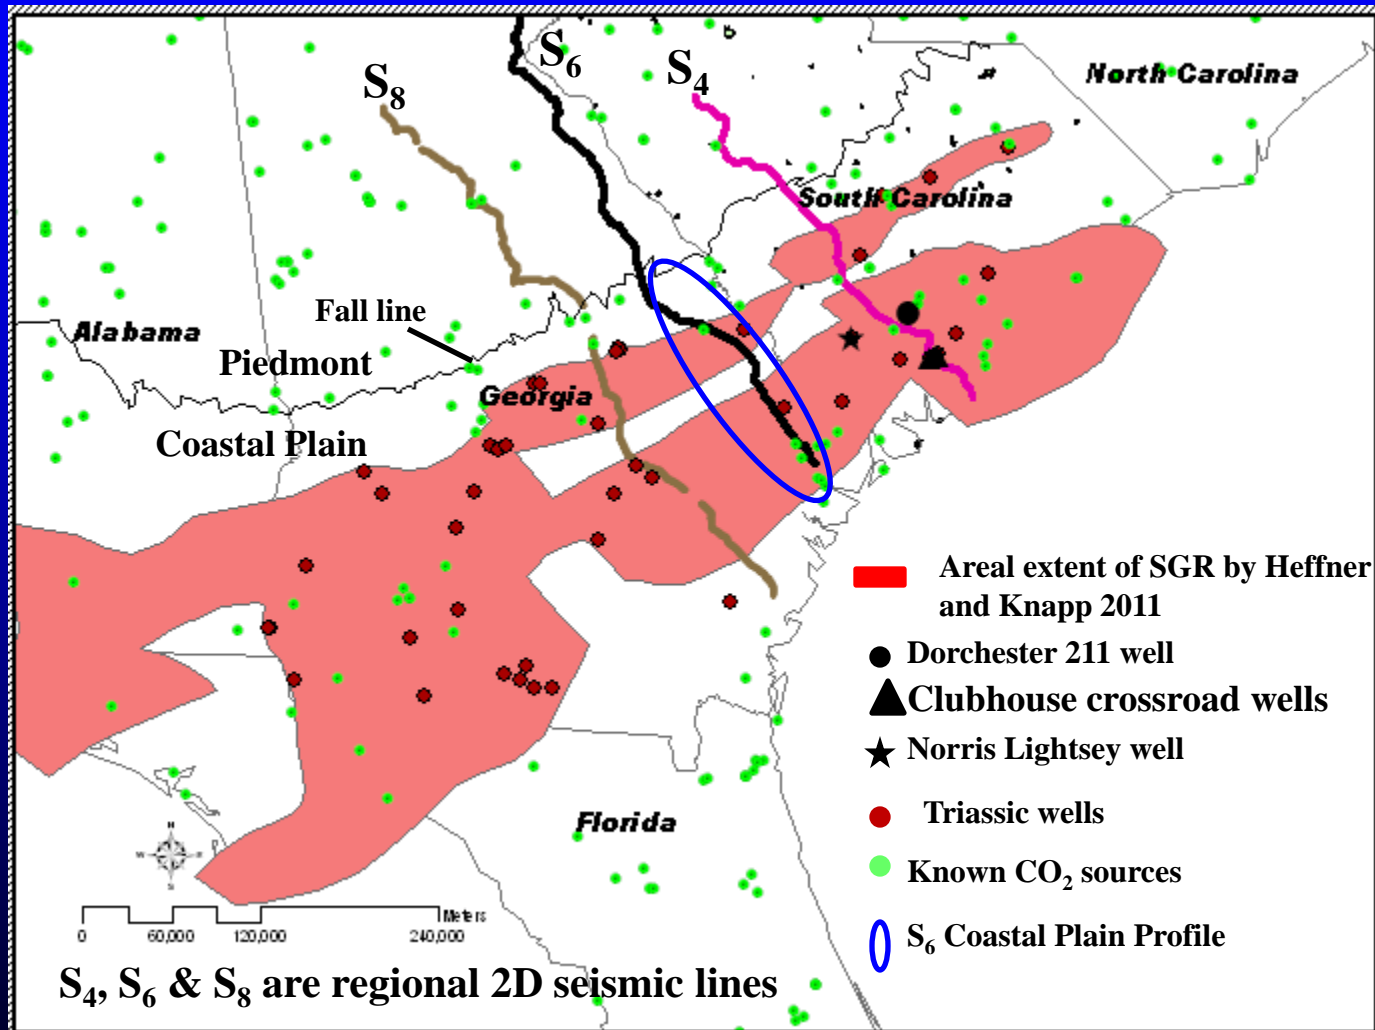 S₈
S₆
S₄
North Carolina
South Carolina
Fall line
Alabama
Piedmont
Georgia
Coastal Plain
Areal extent of SGR by Heffner
and Knapp 2011
Dorchester 211 well
Clubhouse crossroad wells
Norris Lightsey well
Triassic wells
Florida
Known CO₂ sources
N
W E
S
Meters
0 60,000 120,000 240,000
S₆ Coastal Plain Profile
S₄, S₆ & S₈ are regional 2D seismic lines